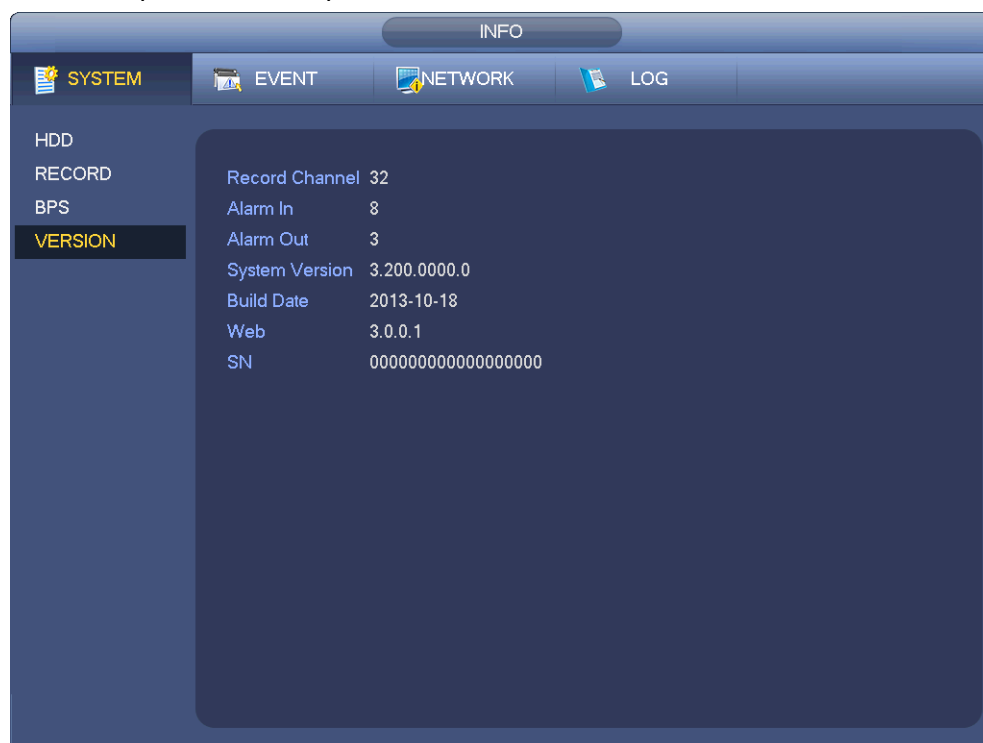 INFO
SYSTEM EVENT NETWORK LOG
HDD
RECORD
BPS
VERSION
Record Channel 32
Alarm In 8
Alarm Out 3
System Version 3.200.0000.0
Build Date 2013-10-18
Web 3.0.0.1
SN 000000000000000000